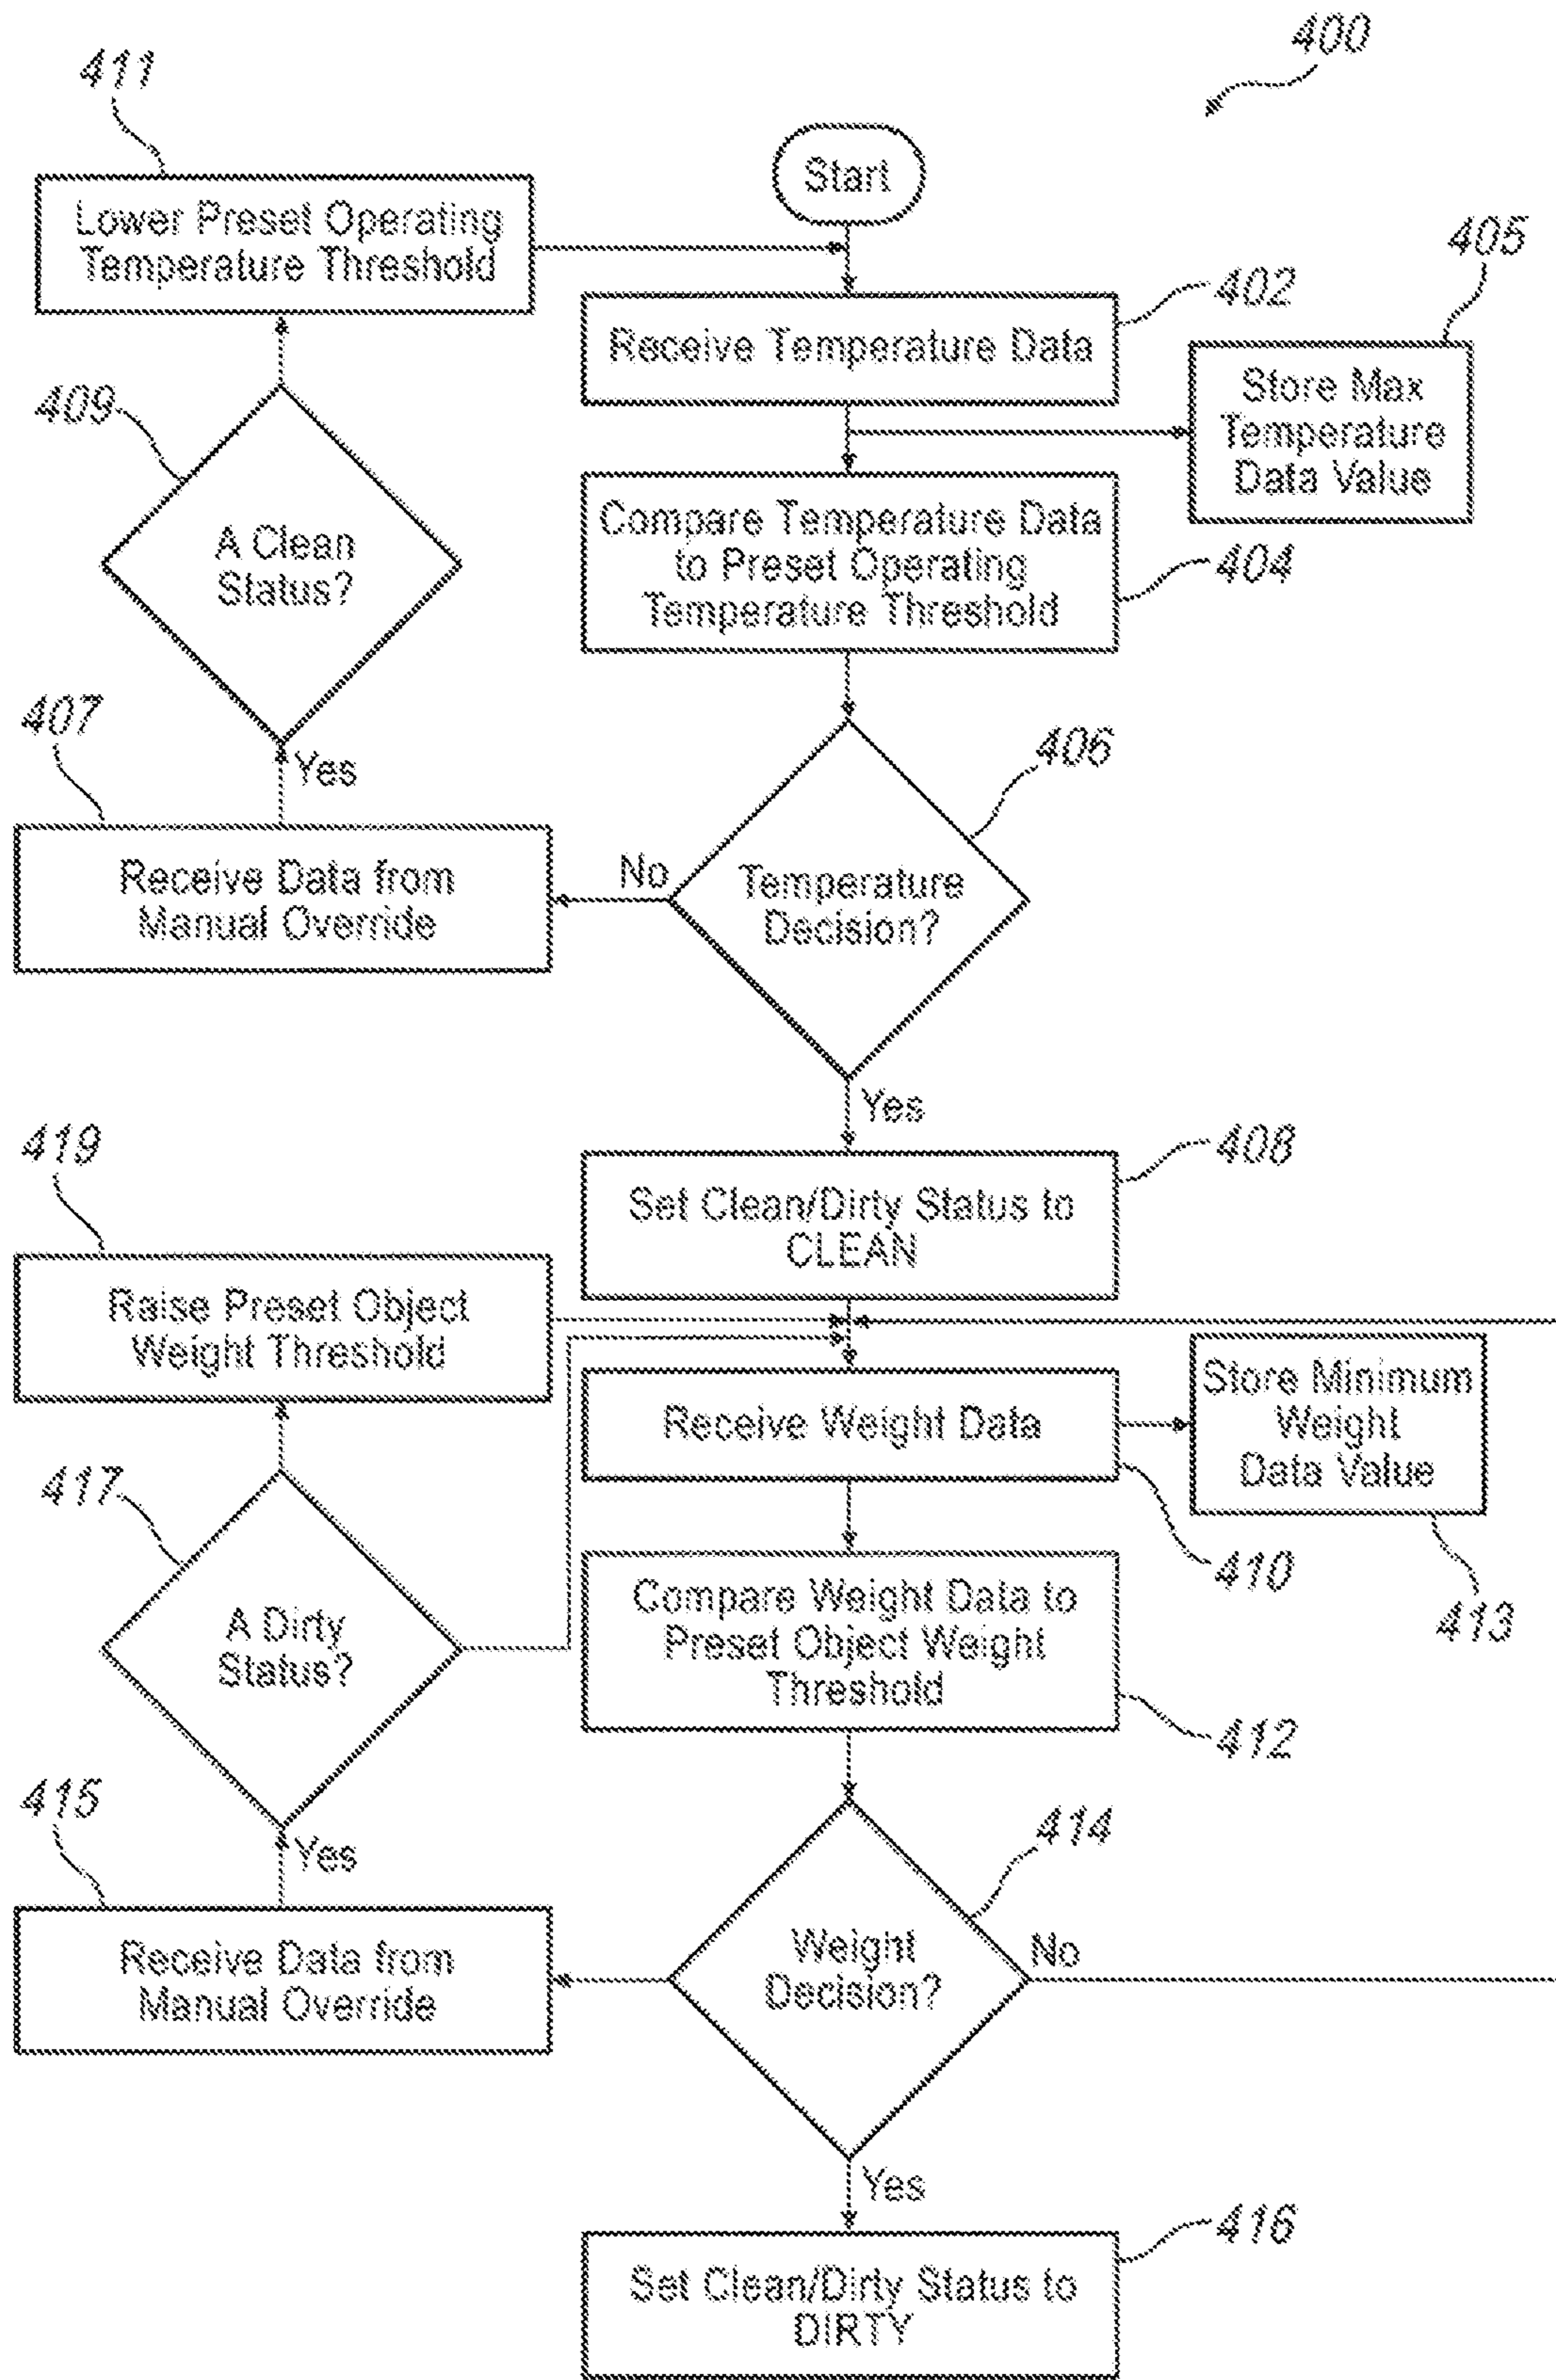 400
411
Start
Lower Preset Operating
Temperature Threshold
405
402
Receive Temperature Data
Store Max
Temperature
Data Value
409
A Clean
Status?
Compare Temperature Data
to Preset Operating
Temperature Threshold
404
407
Yes
406
Receive Data from
Manual Override
No
Temperature
Decision?
Yes
419
408
Set Clean/Dirty Status to
CLEAN
Raise Preset Object
Weight Threshold
Receive Weight Data
Store Minimum
Weight
Data Value
417
410
413
A Dirty
Status?
Compare Weight Data to
Preset Object Weight
Threshold
412
415
Yes
414
Receive Data from
Manual Override
Weight
Decision?
No
Yes
416
Set Clean/Dirty Status to
DIRTY